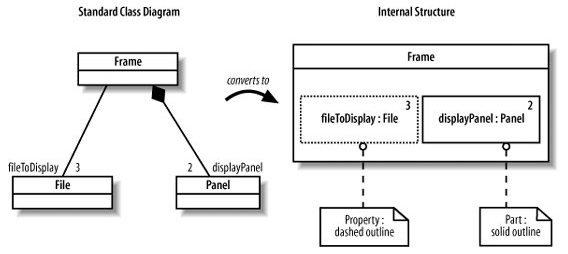 Standard Class Diagram
Internal Structure
Frame
converts to
Frame
3
fileToDisplay : File
2
displayPanel : Panel
fileToDisplay
3
2
displayPanel
File
Panel
Property :
dashed outline
Part :
solid outline